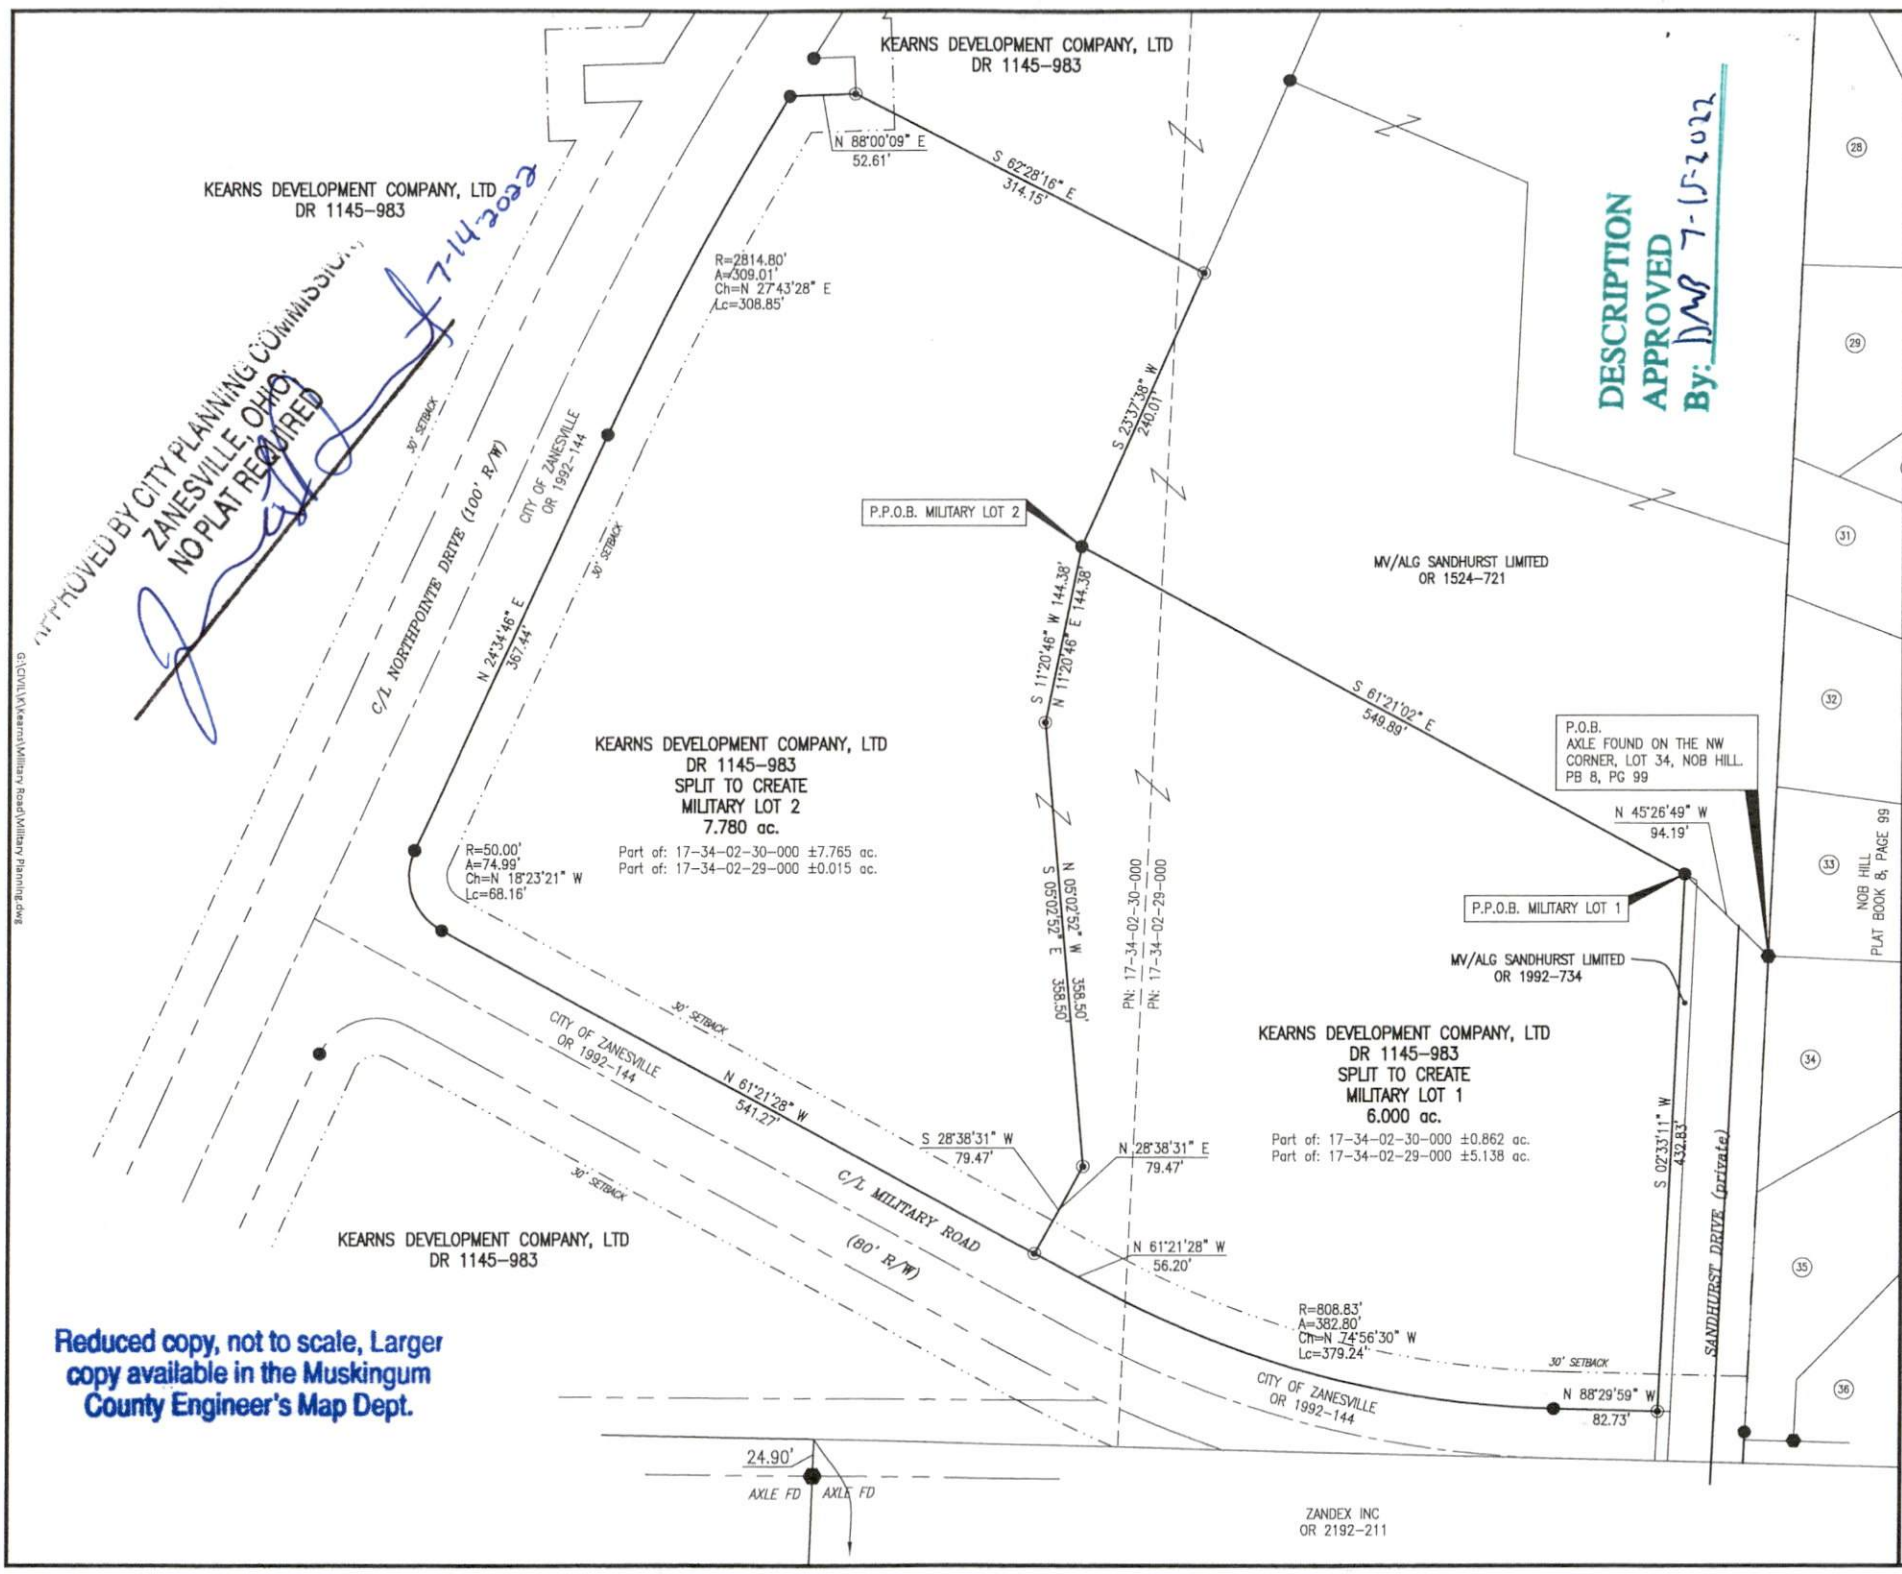 KEARNS DEVELOPMENT COMPANY, LTD
DR 1145-983
N 88°00'09" E
52.61'
S 62°28'16" E
314.15'
KEARNS DEVELOPMENT COMPANY, LTD
DR 1145-983
7-14-2022
APPROVED BY CITY PLANNING COMMISSION
ZANESVILLE, OHIO.
NO PLAT REQUIRED
DESCRIPTION
APPROVED
By: DMB 7-15-2022
R=2814.80'
A=309.01'
Ch=N 27°43'28" E
Lc=308.85'
30' SETBACK
C/L NORTHPOINTE DRIVE (100' R/W)
CITY OF ZANESVILLE
OR 1992-144
30' SETBACK
N 24°34'46" E
367.44'
S 23°37'38" W
240.01'
P.P.O.B. MILITARY LOT 2
S 11°20'46" W 144.38'
N 11°20'46" E 144.38'
MV/ALG SANDHURST LIMITED
OR 1524-721
S 61°21'02" E
549.89'
P.O.B.
AXLE FOUND ON THE NW
CORNER, LOT 34, NOB HILL.
PB 8, PG 99
N 45°26'49" W
94.19'
P.P.O.B. MILITARY LOT 1
MV/ALG SANDHURST LIMITED
OR 1992-734
28
29
31
32
33
34
35
36
NOB HILL
PLAT BOOK 8, PAGE 99
G:\CIVIL\K\Kearns\Military Road\Military Planning.dwg
KEARNS DEVELOPMENT COMPANY, LTD
DR 1145-983
SPLIT TO CREATE
MILITARY LOT 2
7.780 ac.
Part of: 17-34-02-30-000 ±7.765 ac.
Part of: 17-34-02-29-000 ±0.015 ac.
R=50.00'
A=74.99'
Ch=N 18°23'21" W
Lc=68.16'
N 05°02'52" W 358.50'
S 05°02'52" E 358.50'
PN: 17-34-02-30-000
PN: 17-34-02-29-000
KEARNS DEVELOPMENT COMPANY, LTD
DR 1145-983
SPLIT TO CREATE
MILITARY LOT 1
6.000 ac.
Part of: 17-34-02-30-000 ±0.862 ac.
Part of: 17-34-02-29-000 ±5.138 ac.
S 02°33'11" W
432.83'
SANDHURST DRIVE (private)
30' SETBACK
CITY OF ZANESVILLE
OR 1992-144
N 61°21'28" W
541.27'
S 28°38'31" W
79.47'
N 28°38'31" E
79.47'
C/L MILITARY ROAD
(80' R/W)
30' SETBACK
N 61°21'28" W
56.20'
KEARNS DEVELOPMENT COMPANY, LTD
DR 1145-983
R=808.83'
A=382.80'
Ch=N 74°56'30" W
Lc=379.24'
30' SETBACK
CITY OF ZANESVILLE
OR 1992-144
N 88°29'59" W
82.73'
Reduced copy, not to scale, Larger
copy available in the Muskingum
County Engineer's Map Dept.
24.90'
AXLE FD AXLE FD
ZANDEX INC
OR 2192-211